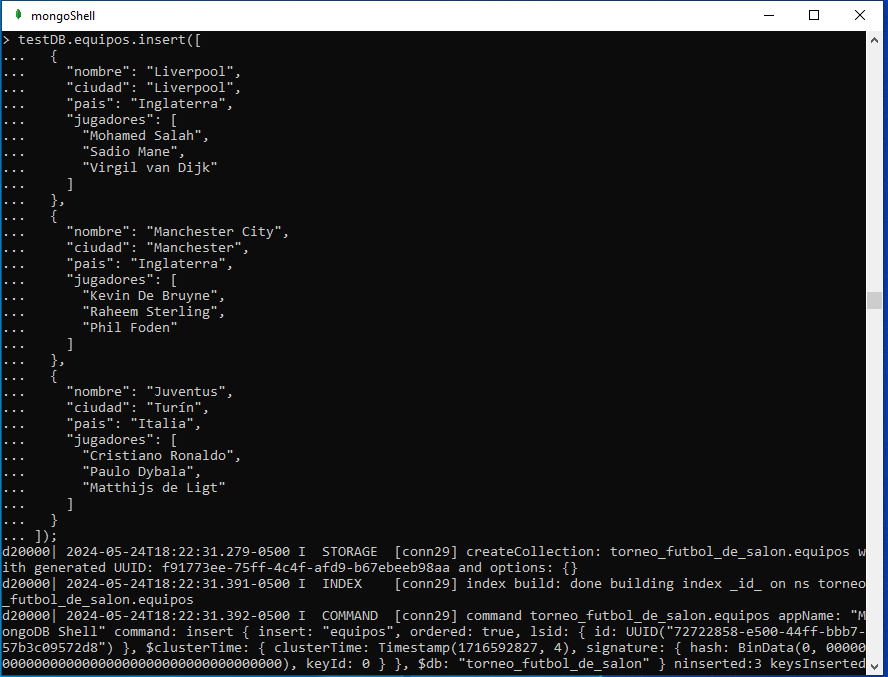 mongoShell
> testDB.equipos.insert([
...   {
...     "nombre": "Liverpool",
...     "ciudad": "Liverpool",
...     "pais": "Inglaterra",
...     "jugadores": [
...       "Mohamed Salah",
...       "Sadio Mane",
...       "Virgil van Dijk"
...     ]
...   },
...   {
...     "nombre": "Manchester City",
...     "ciudad": "Manchester",
...     "pais": "Inglaterra",
...     "jugadores": [
...       "Kevin De Bruyne",
...       "Raheem Sterling",
...       "Phil Foden"
...     ]
...   },
...   {
...     "nombre": "Juventus",
...     "ciudad": "Turín",
...     "pais": "Italia",
...     "jugadores": [
...       "Cristiano Ronaldo",
...       "Paulo Dybala",
...       "Matthijs de Ligt"
...     ]
...   }
... ]);
d20000| 2024-05-24T18:22:31.279-0500 I  STORAGE  [conn29] createCollection: torneo_futbol_de_salon.equipos w
ith generated UUID: f91773ee-75ff-4c4f-afd9-b67ebeeb98aa and options: {}
d20000| 2024-05-24T18:22:31.391-0500 I  INDEX    [conn29] index build: done building index _id_ on ns torneo
_futbol_de_salon.equipos
d20000| 2024-05-24T18:22:31.392-0500 I  COMMAND  [conn29] command torneo_futbol_de_salon.equipos appName: "M
ongoDB Shell" command: insert { insert: "equipos", ordered: true, lsid: { id: UUID("72722858-e500-44ff-bbb7-
57b3c09572d8") }, $clusterTime: { clusterTime: Timestamp(1716592827, 4), signature: { hash: BinData(0, 00000
00000000000000000000000000000000000), keyId: 0 } }, $db: "torneo_futbol_de_salon" } ninserted:3 keysInserted